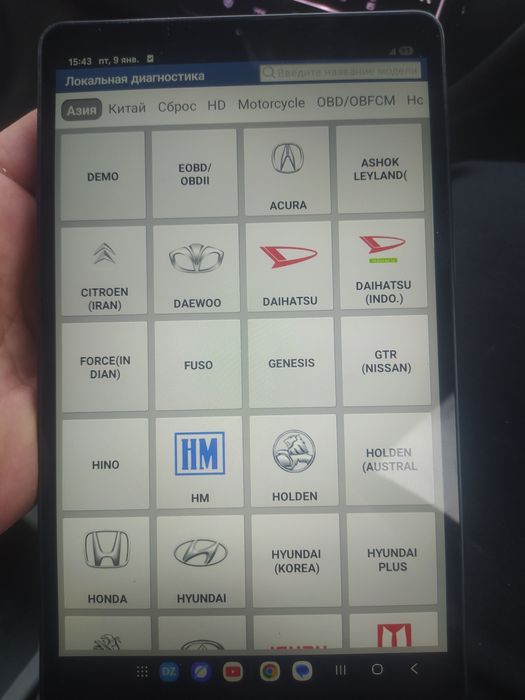 15:43 пт, 9 янв.
Локальная диагностика
Введите название модели
Азия Китай Сброс HD Motorcycle OBD/OBFCM Нс
DEMO
EOBD/
OBDII
ACURA
ASHOK
LEYLAND(
CITROEN
(IRAN)
DAEWOO
DAIHATSU
DAIHATSU
(INDO.)
FORCE(IN
DIAN)
FUSO
GENESIS
GTR
(NISSAN)
HINO
HM
HM
HOLDEN
HOLDEN
(AUSTRAL
HONDA
HYUNDAI
HYUNDAI
(KOREA)
HYUNDAI
PLUS
DZ